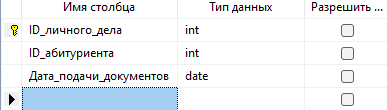 Имя столбца Тип данных Разрешить ...
ID_личного_дела int
ID_абитуриента int
Дата_подачи_документов date